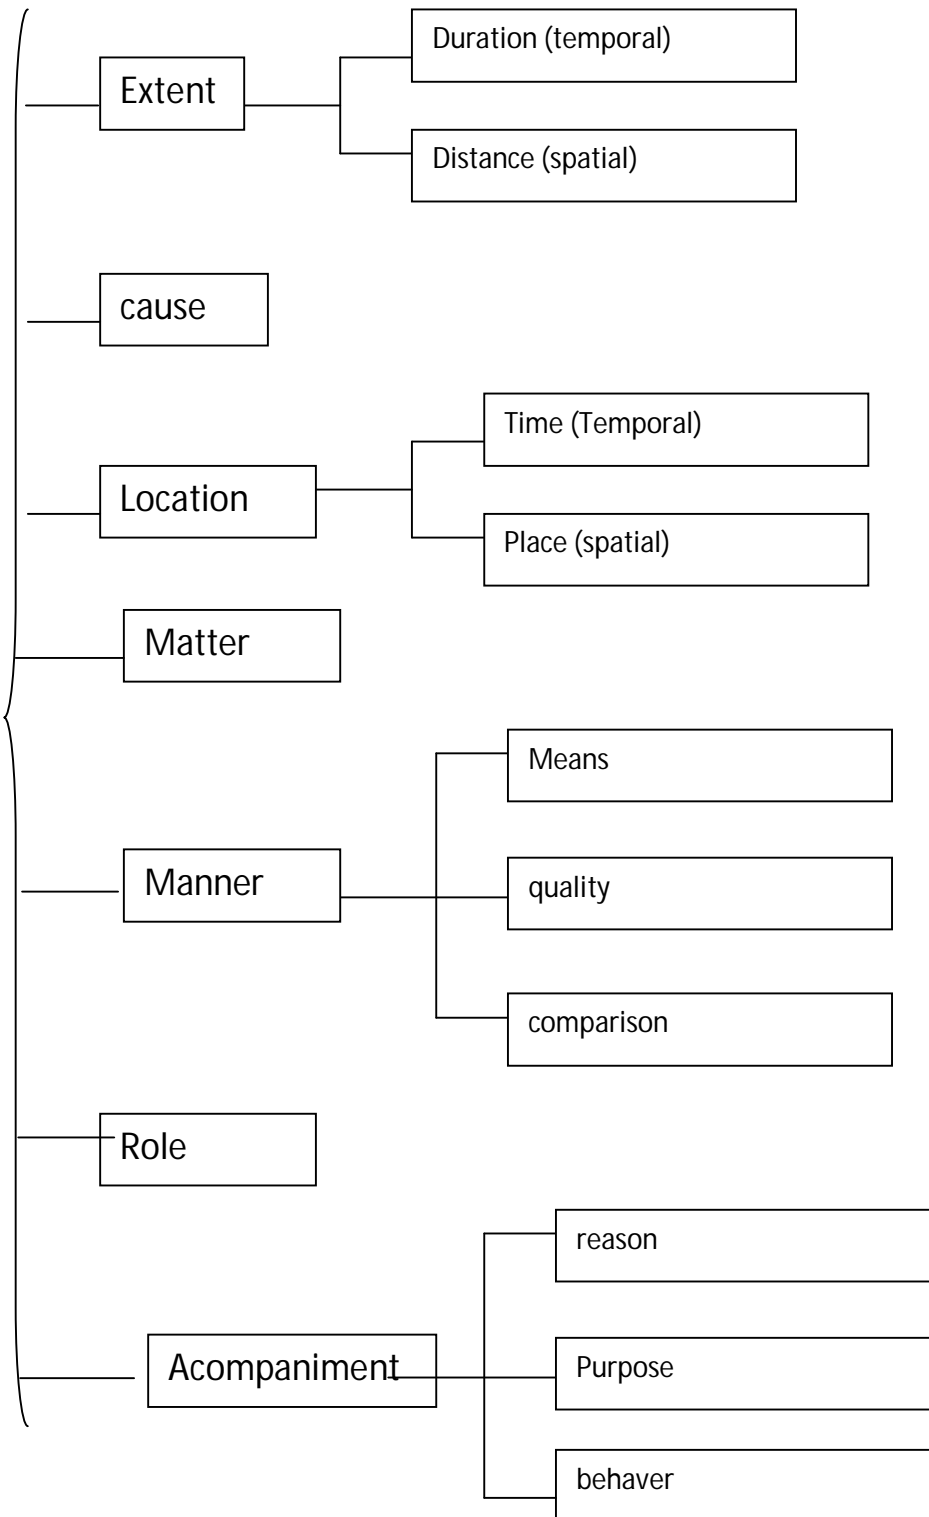 Duration (temporal)
Extent
Distance (spatial)
cause
Time (Temporal)
Location
Place (spatial)
Matter
Means
Manner
quality
comparison
Role
reason
Acompaniment
Purpose
behaver